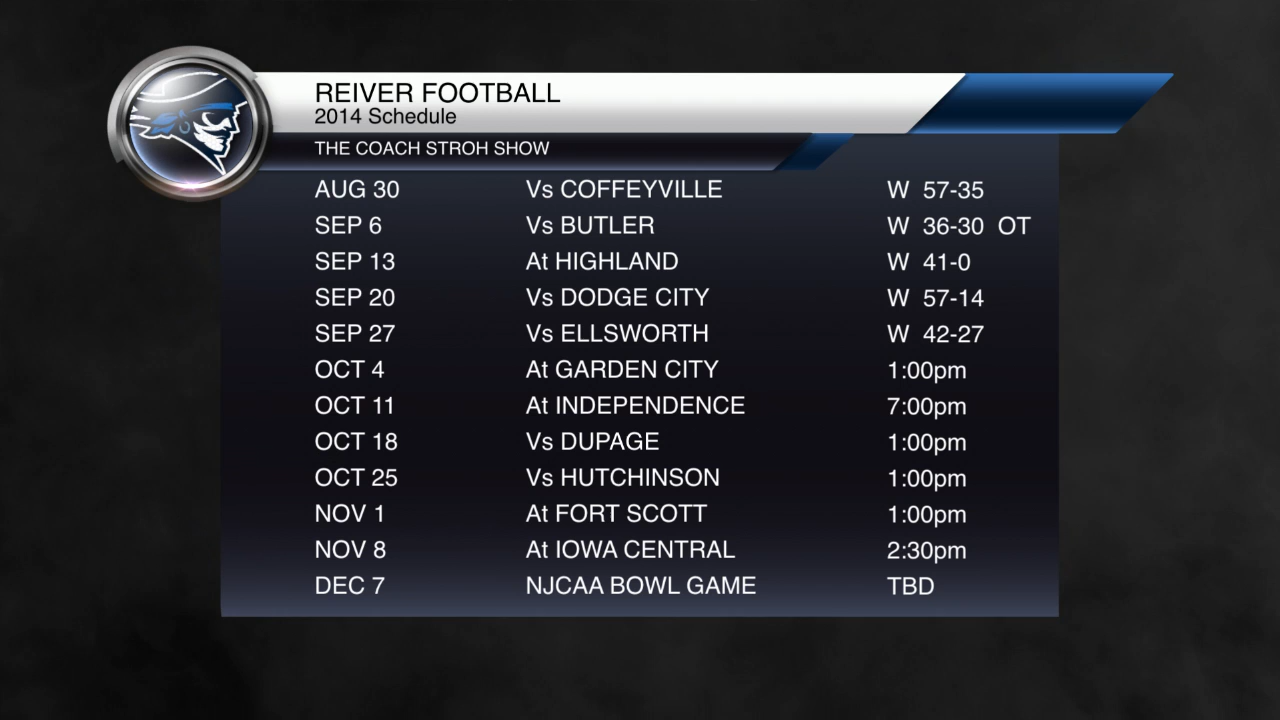 REIVER FOOTBALL
2014 Schedule
THE COACH STROH SHOW
AUG 30 Vs COFFEYVILLE W 57-35
SEP 6 Vs BUTLER W 36-30 OT
SEP 13 At HIGHLAND W 41-0
SEP 20 Vs DODGE CITY W 57-14
SEP 27 Vs ELLSWORTH W 42-27
OCT 4 At GARDEN CITY 1:00pm
OCT 11 At INDEPENDENCE 7:00pm
OCT 18 Vs DUPAGE 1:00pm
OCT 25 Vs HUTCHINSON 1:00pm
NOV 1 At FORT SCOTT 1:00pm
NOV 8 At IOWA CENTRAL 2:30pm
DEC 7 NJCAA BOWL GAME TBD